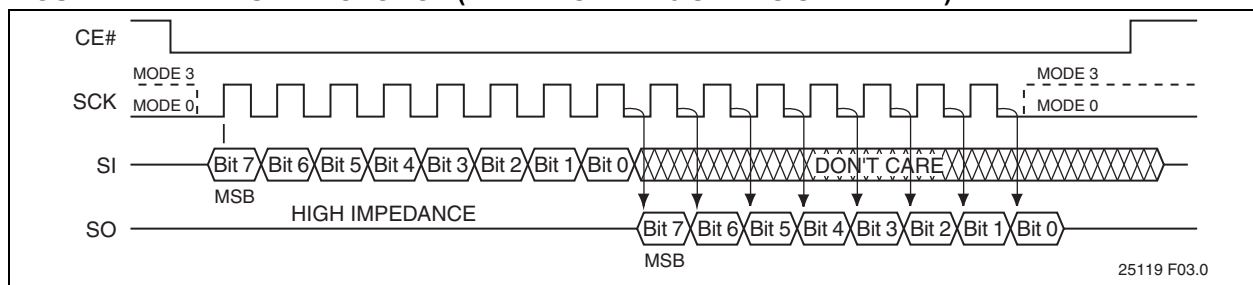 CE#
MODE 3 MODE 3
SCK MODE 0 MODE 0
SI Bit 7 Bit 6 Bit 5 Bit 4 Bit 3 Bit 2 Bit 1 Bit 0 DON'T CARE
MSB
HIGH IMPEDANCE
SO Bit 7 Bit 6 Bit 5 Bit 4 Bit 3 Bit 2 Bit 1 Bit 0
MSB
25119 F03.0